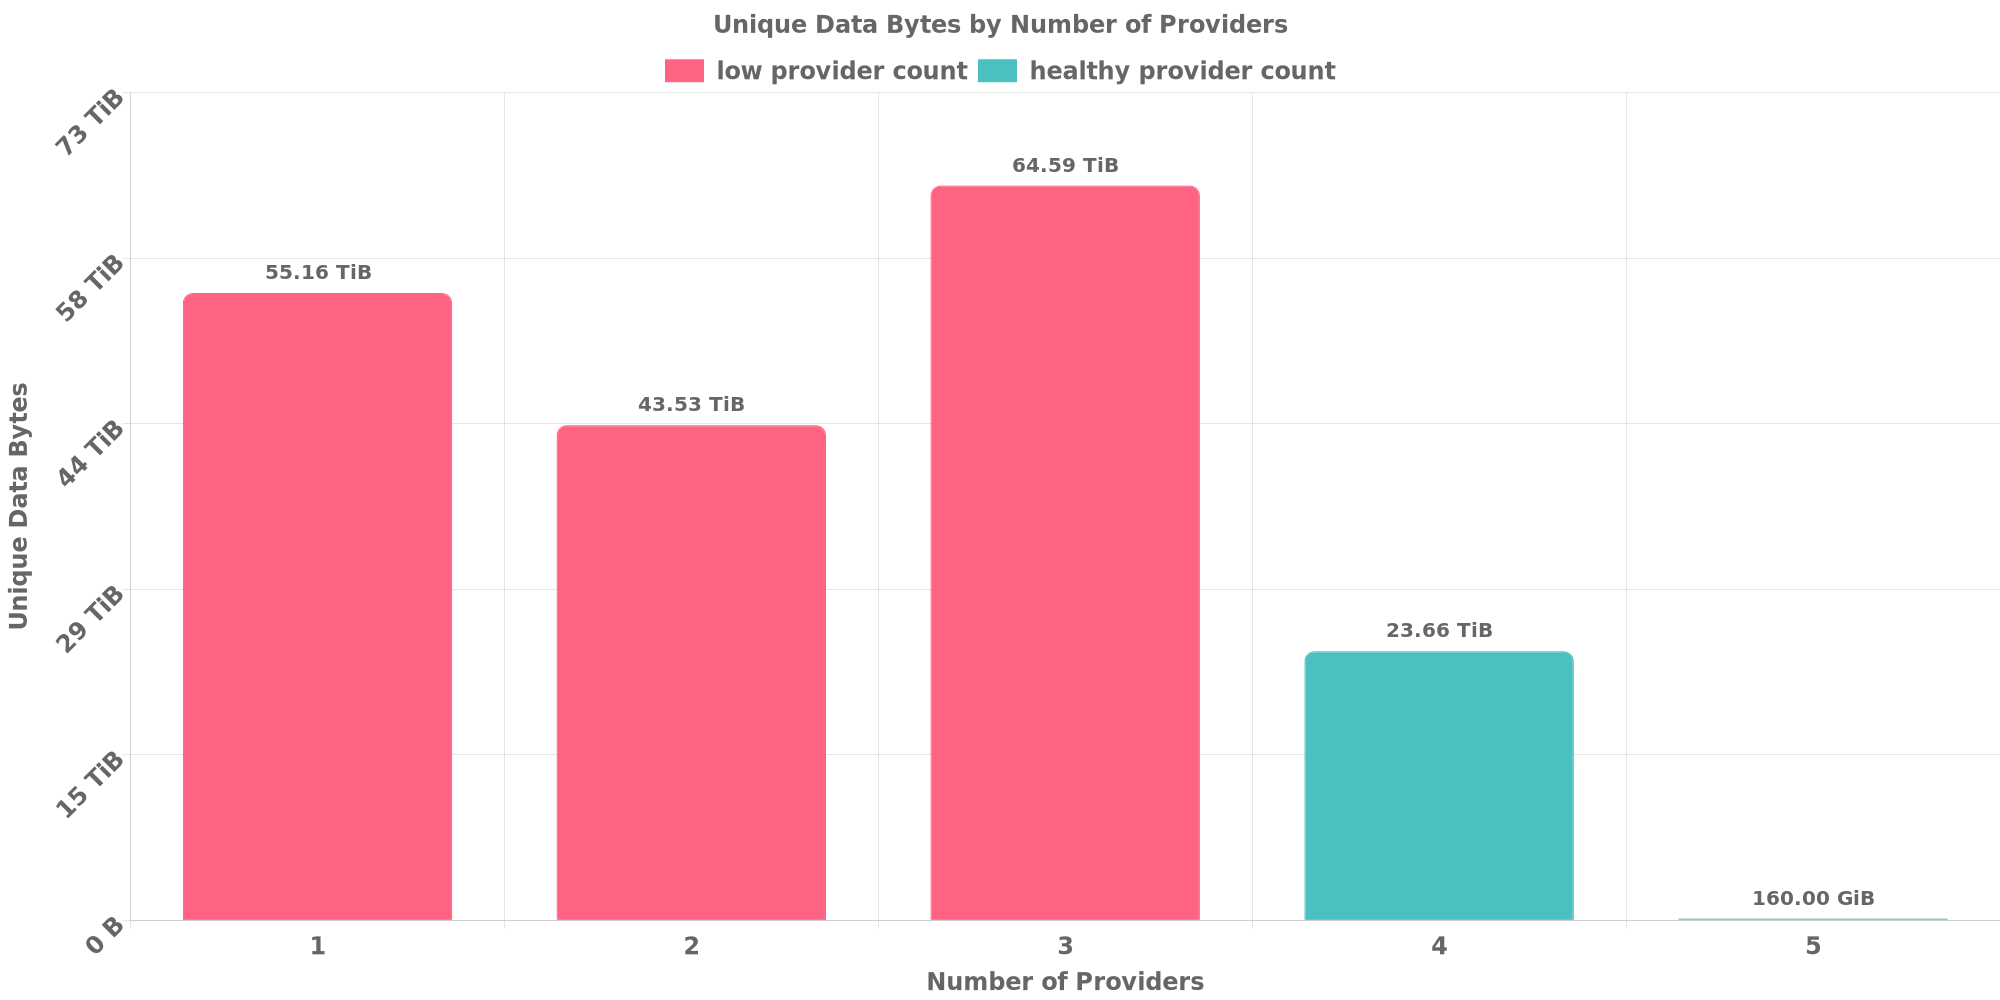 Unique Data Bytes by Number of Providers
low provider count
healthy provider count
Unique Data Bytes
73 TiB
58 TiB
44 TiB
29 TiB
15 TiB
0 B
55.16 TiB
43.53 TiB
64.59 TiB
23.66 TiB
160.00 GiB
1
2
3
4
5
Number of Providers